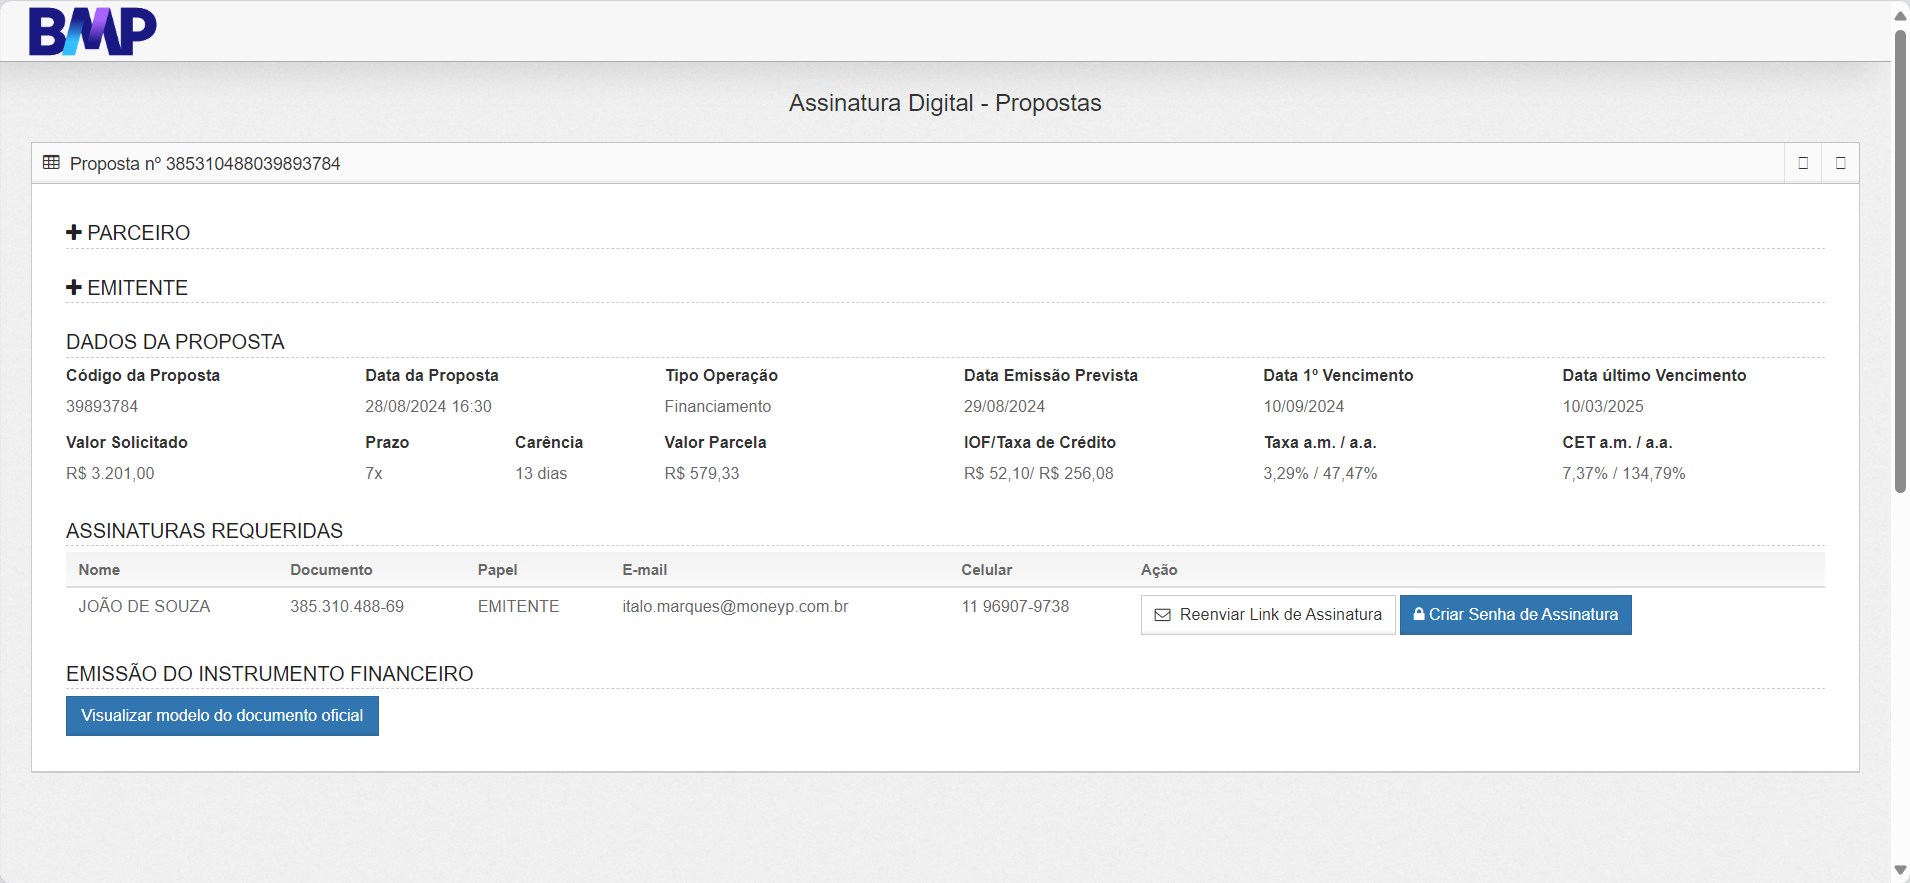 BMP
Assinatura Digital - Propostas
Proposta nº 385310488039893784
PARCEIRO
EMITENTE
DADOS DA PROPOSTA
Código da Proposta Data da Proposta Tipo Operação Data Emissão Prevista Data 1º Vencimento Data último Vencimento
39893784 28/08/2024 16:30 Financiamento 29/08/2024 10/09/2024 10/03/2025
Valor Solicitado Prazo Carência Valor Parcela IOF/Taxa de Crédito Taxa a.m. / a.a. CET a.m. / a.a.
R$ 3.201,00 7x 13 dias R$ 579,33 R$ 52,10/ R$ 256,08 3,29% / 47,47% 7,37% / 134,79%
ASSINATURAS REQUERIDAS
Nome Documento Papel E-mail Celular Ação
JOÃO DE SOUZA 385.310.488-69 EMITENTE italo.marques@moneyp.com.br 11 96907-9738 Reenviar Link de Assinatura Criar Senha de Assinatura
EMISSÃO DO INSTRUMENTO FINANCEIRO
Visualizar modelo do documento oficial